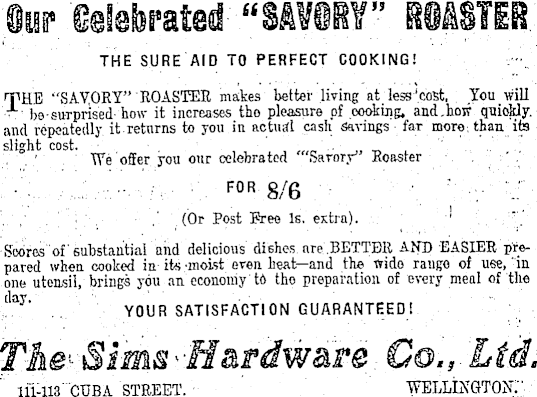 Our Celebrated "SAVORY" ROASTER
THE SURE AID TO PERFECT COOKING!
THE "SAVORY" ROASTER makes better living at less cost. You will
be surprised how it increases the pleasure of cooking, and how quickly
and repeatedly it returns to you in actual cash savings far more than its
slight cost.
We offer you our celebrated "'Savory" Roaster
FOR 8/6
(Or Post Free 1s. extra).
Scores of substantial and delicious dishes are BETTER AND EASIER pre-
pared when cooked in its moist even heat—and the wide range of use, in
one utensil, brings you an economy to the preparation of every meal of the
day.
YOUR SATISFACTION GUARANTEED!
The Sims Hardware Co., Ltd.
111-113 CUBA STREET. WELLINGTON.